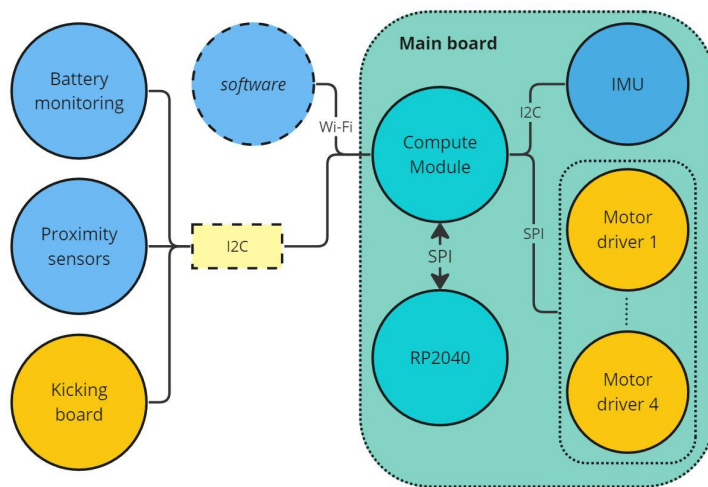 Main board
Battery
monitoring
software
Wi-Fi
Compute
Module
I2C
IMU
Proximity
sensors
I2C
SPI
SPI
Motor
driver 1
Kicking
board
RP2040
Motor
driver 4